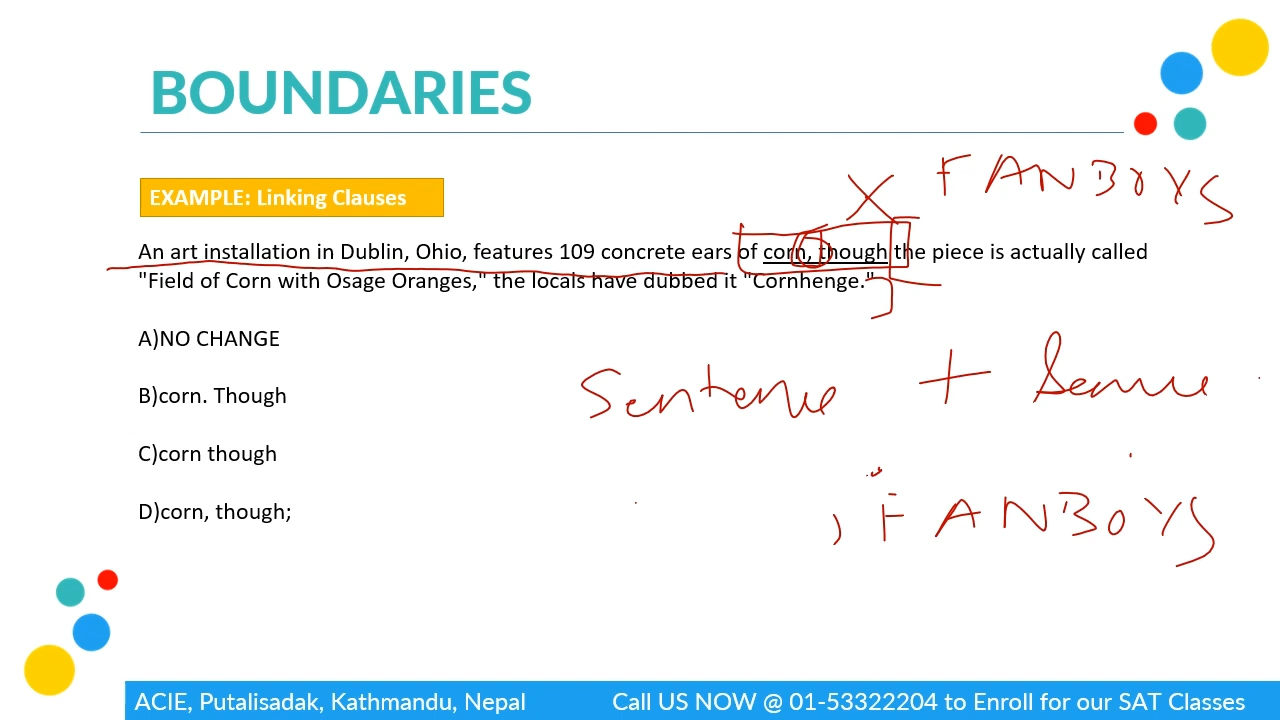 BOUNDARIES
EXAMPLE: Linking Clauses
X FANBOYS
An art installation in Dublin, Ohio, features 109 concrete ears of corn, though the piece is actually called
"Field of Corn with Osage Oranges," the locals have dubbed it "Cornhenge."
A)NO CHANGE
B)corn. Though
Sentence +
C)corn though
D)corn, though;
, FANBOYS
ACIE, Putalisadak, Kathmandu, Nepal Call US NOW @ 01-53322204 to Enroll for our SAT Classes